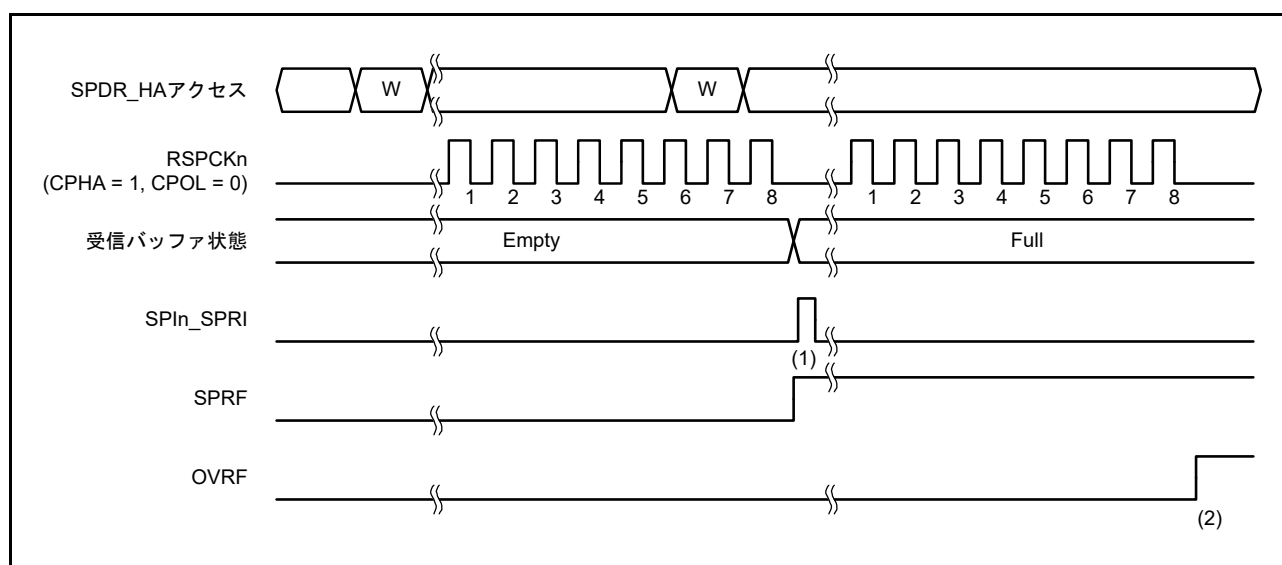 SPDR_HAアクセス
W
W
RSPCKn
(CPHA = 1, CPOL = 0)
1 2 3 4 5 6 7 8
1 2 3 4 5 6 7 8
受信バッファ状態
Empty
Full
SPIn_SPRI
(1)
SPRF
OVRF
(2)